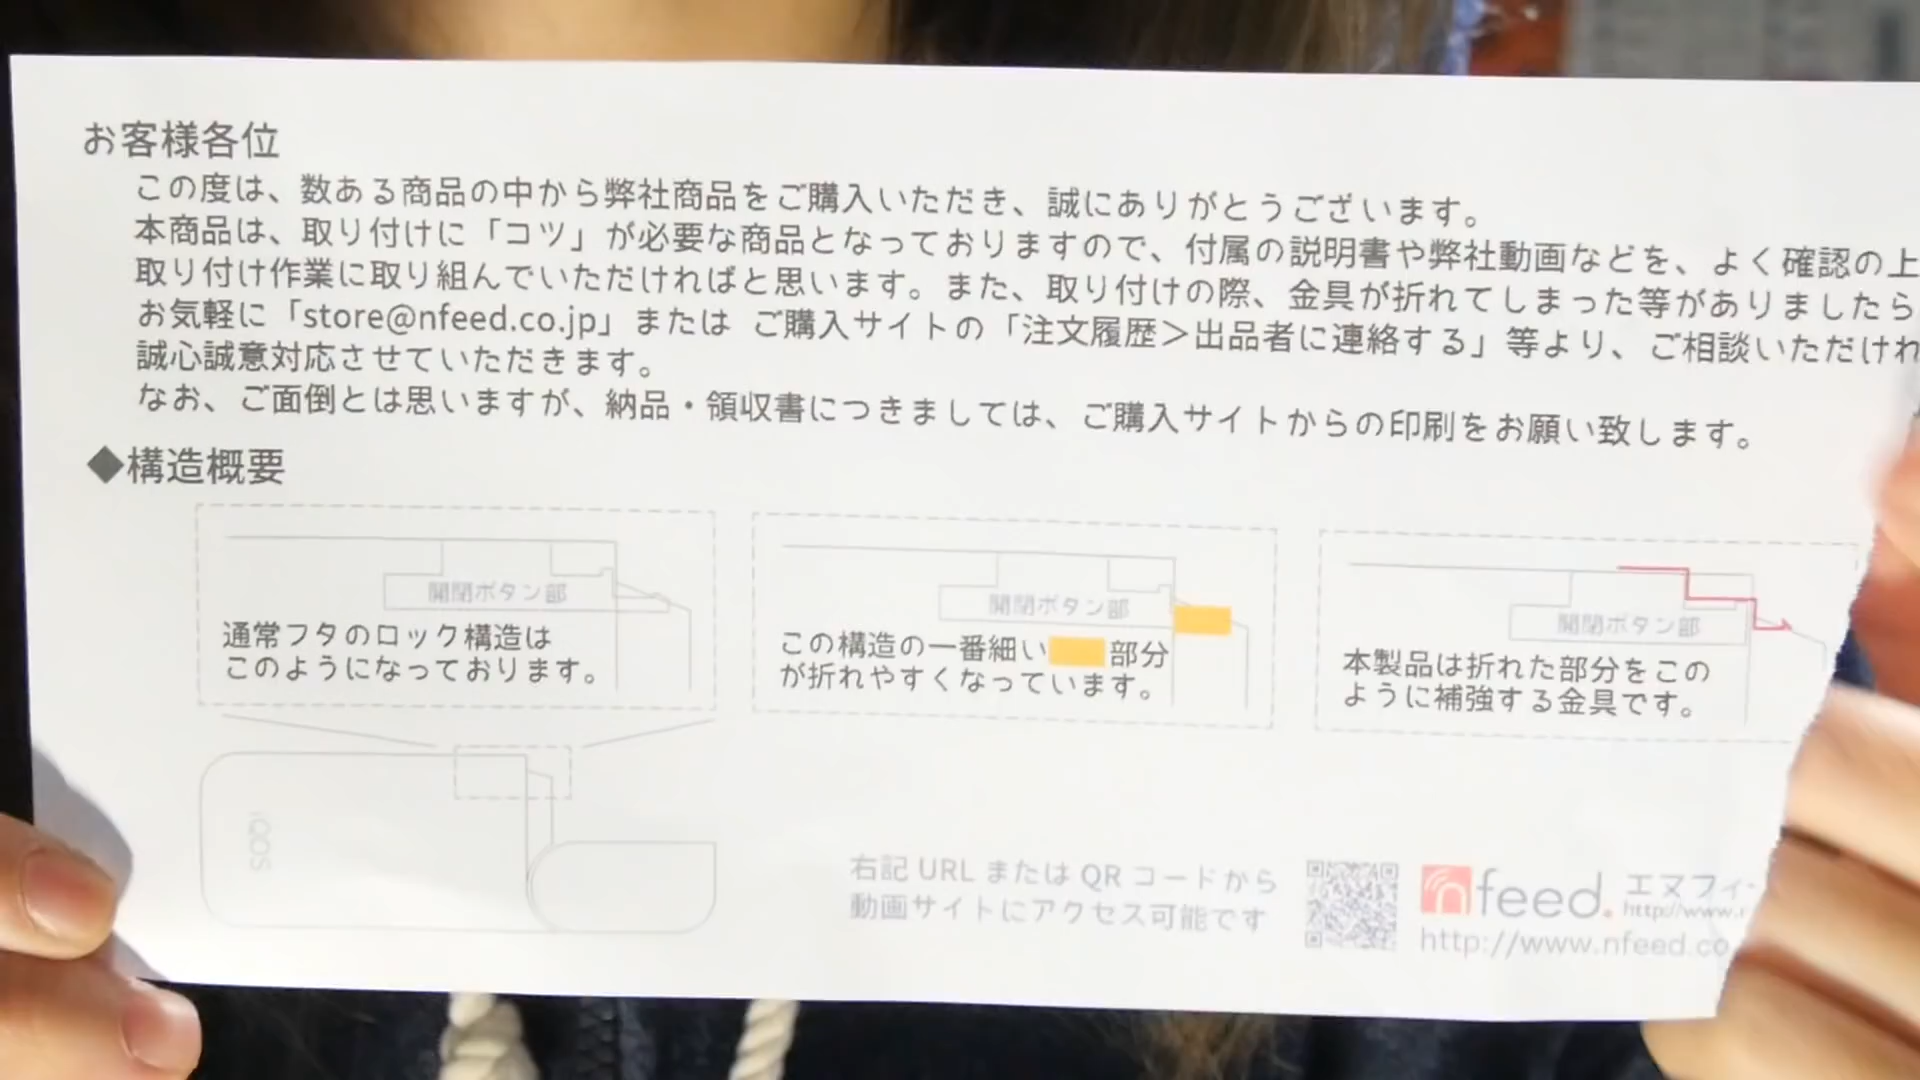 お客様各位
この度は、数ある商品の中から弊社商品をご購入いただき、誠にありがとうございます。
本商品は、取り付けに「コツ」が必要な商品となっておりますので、付属の説明書や弊社動画などを、よく確認の上
取り付け作業に取り組んでいただければと思います。また、取り付けの際、金具が折れてしまった等がありましたら
お気軽に「store@nfeed.co.jp」または ご購入サイトの「注文履歴＞出品者に連絡する」等より、ご相談いただけれ
誠心誠意対応させていただきます。
なお、ご面倒とは思いますが、納品・領収書につきましては、ご購入サイトからの印刷をお願い致します。
◆構造概要
開閉ボタン部
通常フタのロック構造は
このようになっております。
開閉ボタン部
この構造の一番細い 部分
が折れやすくなっています。
開閉ボタン部
本製品は折れた部分をこの
ように補強する金具です。
iQOS
右記 URL または QR コードから
動画サイトにアクセス可能です
nfeed. エヌフィー
http://www.
http://www.nfeed.co